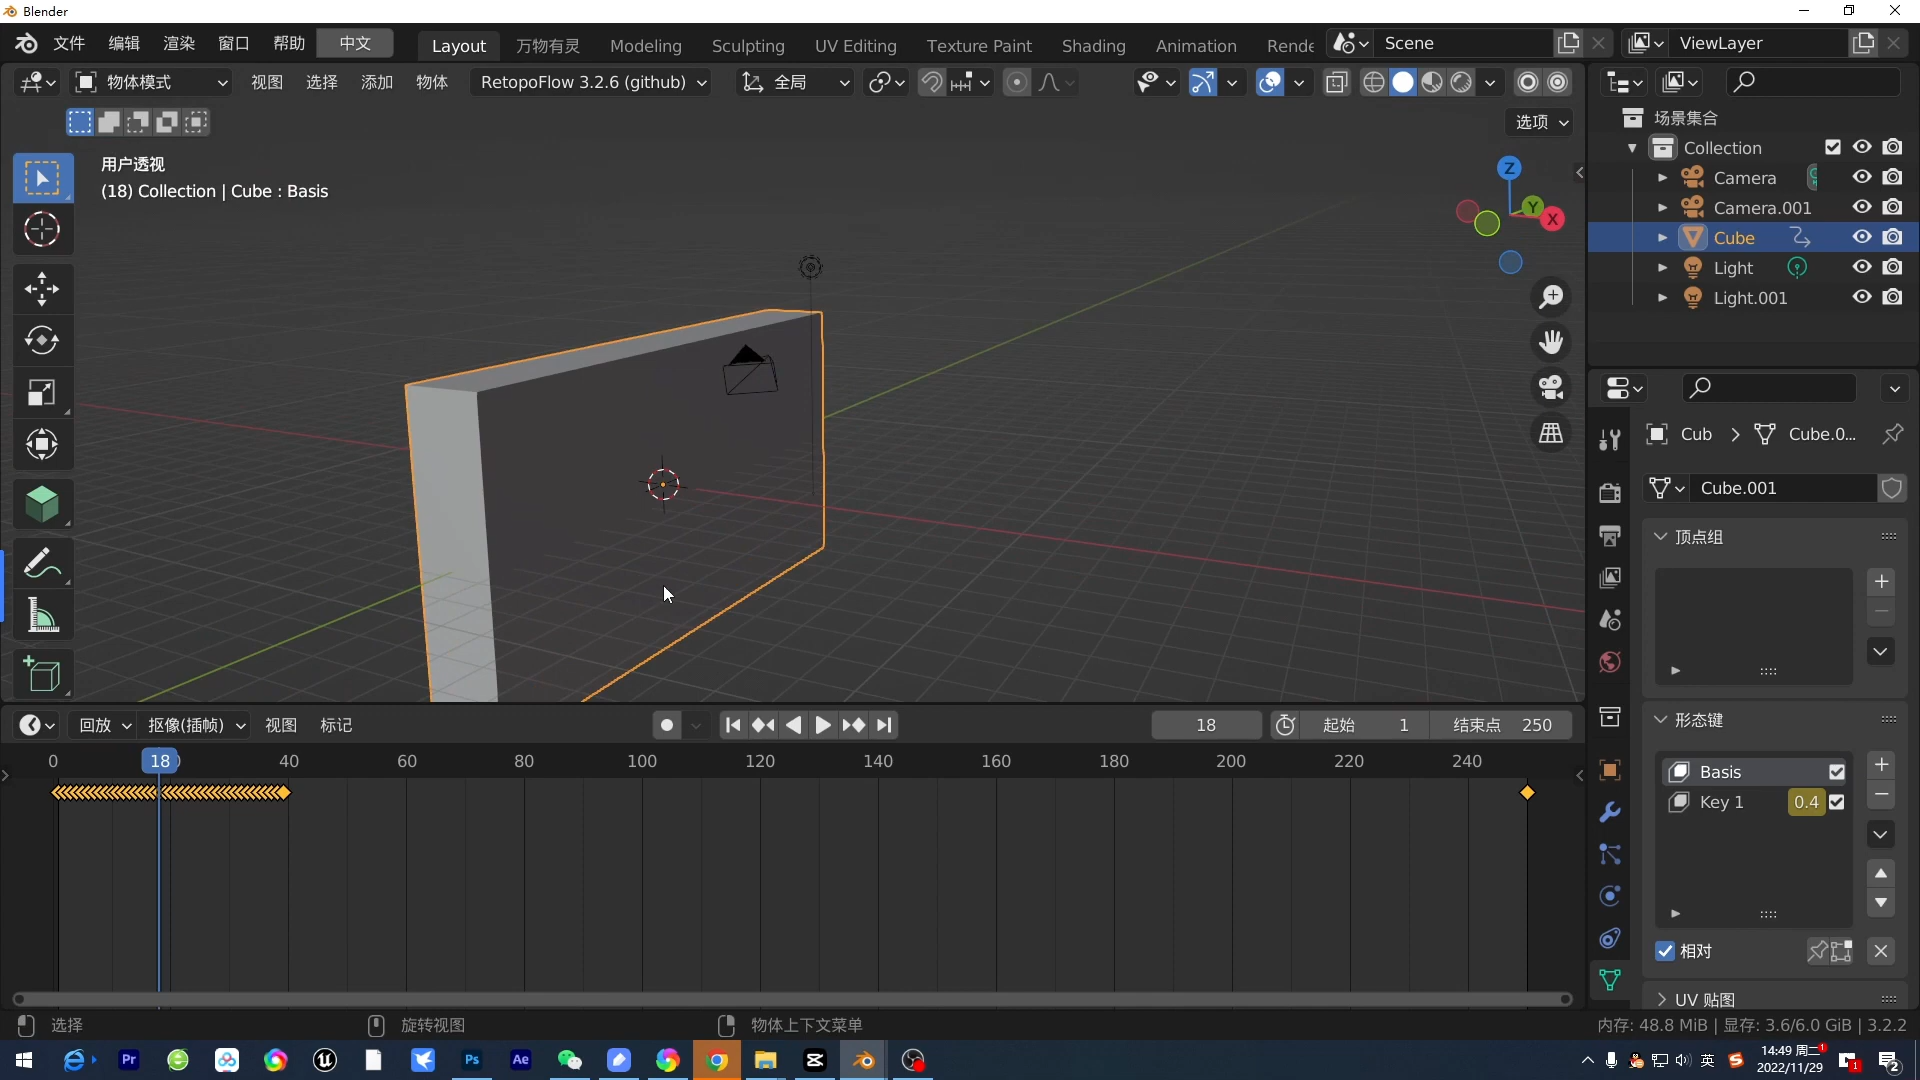 Blender
文件 编辑 渲染 窗口 帮助 中文 Layout 万物有灵 Modeling Sculpting UV Editing Texture Paint Shading Animation Rende Scene ViewLayer
物体模式 视图 选择 添加 物体 RetopoFlow 3.2.6 (github) 全局
选项
用户透视
(18) Collection | Cube : Basis
Z
Y
X
场景集合
Collection
Camera
Camera.001
Cube
Light
Light.001
Cub Cube.0...
Cube.001
顶点组
形态键
Basis
Key 1 0.4
相对
UV 贴图
回放 抠像(插帧) 视图 标记 18 起始 1 结束点 250
0 18 40 60 80 100 120 140 160 180 200 220 240
选择 旋转视图 物体上下文菜单 内存: 48.8 MiB | 显存: 3.6/6.0 GiB | 3.2.2
Pr Ps Ae 英 14:49 周二 1 1 2
2022/11/29